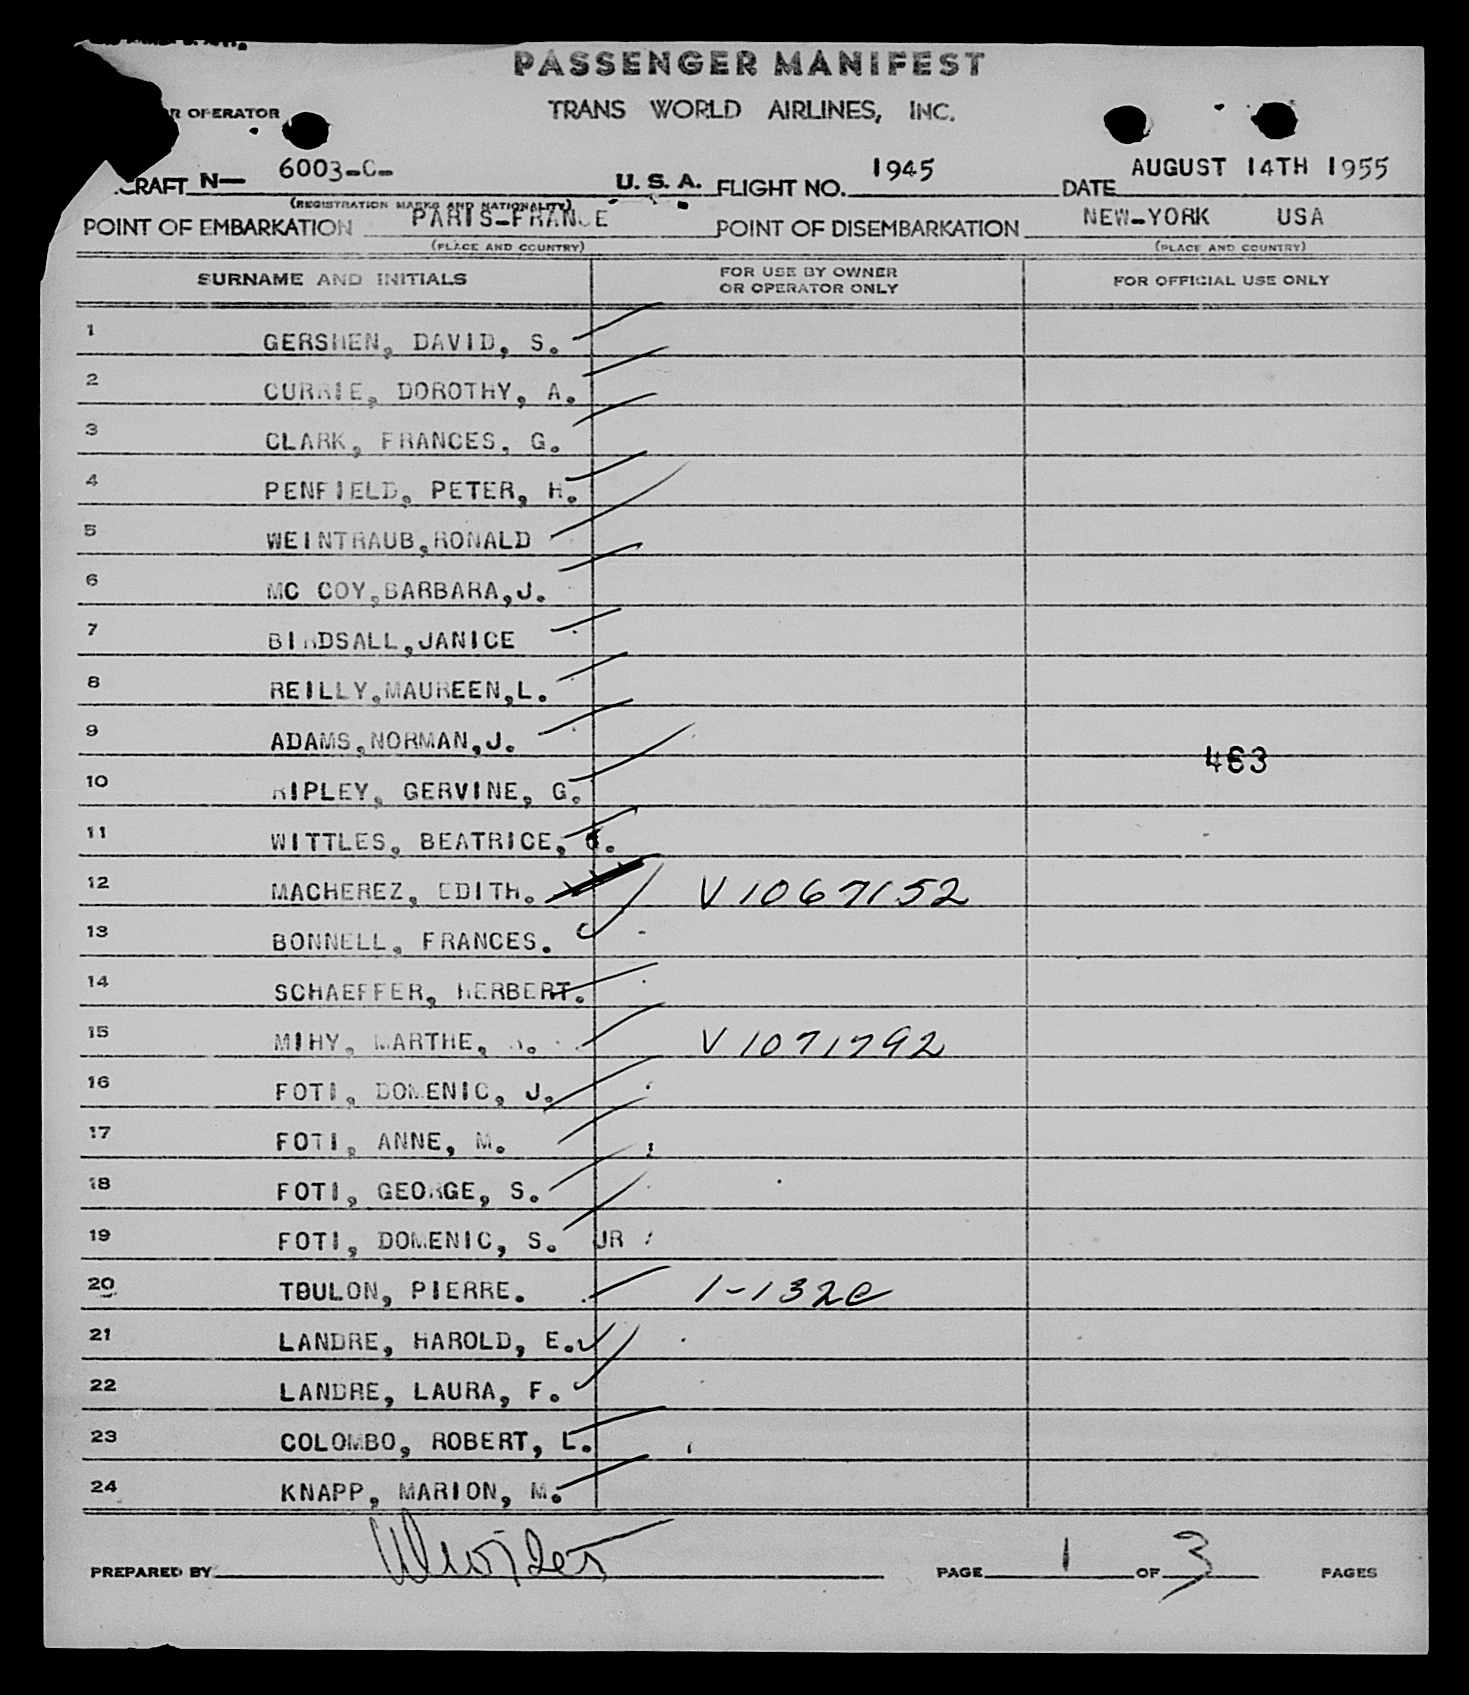 PASSENGER MANIFEST
TRANS WORLD AIRLINES, INC.
OR OPERATOR
CRAFT N— 6003-C- U. S. A. FLIGHT NO. 1945 DATE AUGUST 14TH 1955
(REGISTRATION MARKS AND NATIONALITY)
POINT OF EMBARKATION PARIS-FRANCE POINT OF DISEMBARKATION NEW-YORK USA
(PLACE AND COUNTRY) (PLACE AND COUNTRY)
SURNAME AND INITIALS FOR USE BY OWNER OR OPERATOR ONLY FOR OFFICIAL USE ONLY
1 GERSHEN, DAVID, S.
2 CURRIE, DOROTHY, A.
3 CLARK, FRANCES, G.
4 PENFIELD, PETER, H.
5 WEINTRAUB,RONALD
6 MC COY,BARBARA,J.
7 BIRDSALL,JANICE
8 REILLY,MAUREEN,L.
9 ADAMS,NORMAN,J.
463
10 RIPLEY, GERVINE, G.
11 WITTLES, BEATRICE,
12 MACHEREZ, EDITH. V1067152
13 BONNELL, FRANCES.
14 SCHAEFFER, HERBERT.
15 MIHY, MARTHE, V1071792
16 FOTI, DOMENIC, J.
17 FOTI, ANNE, M.
18 FOTI, GEORGE, S.
19 FOTI, DOMENIC, S. JR
20 TOULON, PIERRE. 1-132c
21 LANDRE, HAROLD, E.
22 LANDRE, LAURA, F.
23 COLOMBO, ROBERT, L.
24 KNAPP, MARION, M.
PREPARED BY PAGE 1 OF 3 PAGES